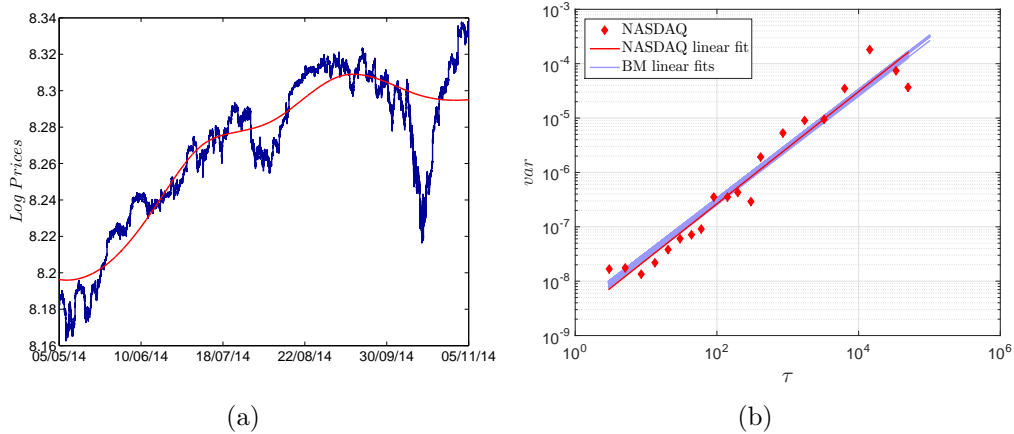 8.34
8.32
8.3
8.28
8.26
8.24
8.22
8.2
8.18
8.16
Log Prices
05/05/14 10/06/14 18/07/14 22/08/14 30/09/14 05/11/14
(a)
NASDAQ
NASDAQ linear fit
BM linear fits
10^-3
10^-4
10^-5
10^-6
10^-7
10^-8
10^-9
var
10^0 10^2 10^4 10^6
τ
(b)